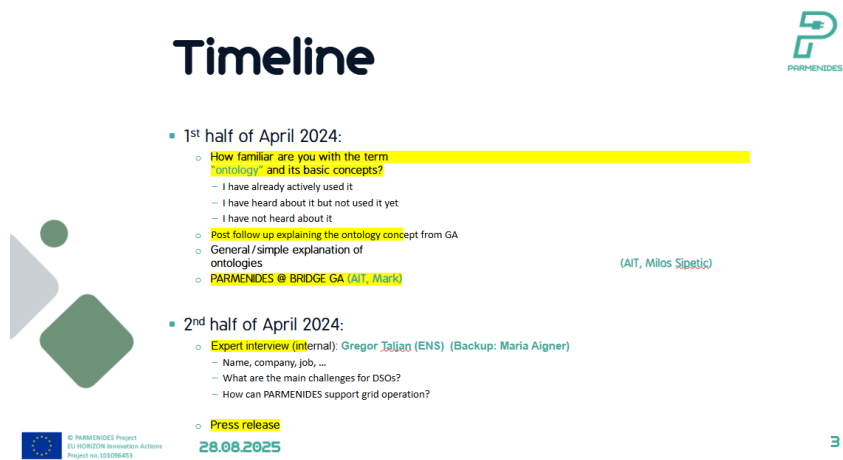 Timeline
PARMENIDES
1st half of April 2024:
How familiar are you with the term
"ontology" and its basic concepts?
I have already actively used it
I have heard about it but not used it yet
I have not heard about it
Post follow up explaining the ontology concept from GA
General/simple explanation of
ontologies (AIT, Milos Sipetic)
PARMENIDES @ BRIDGE GA (AIT, Mark)
2nd half of April 2024:
Expert interview (internal): Gregor Taljan (ENS) (Backup: Maria Aigner)
Name, company, job, ...
What are the main challenges for DSOs?
How can PARMENIDES support grid operation?
Press release
© PARMENIDES Project
EU HORIZON Innovation Actions
Project no.101096453
28.08.2025
3